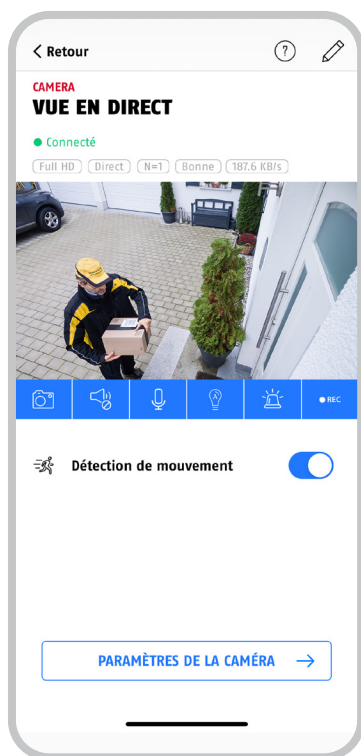 Retour
?
CAMERA
VUE EN DIRECT
Connecté
Full HD Direct N=1 Bonne 187.6 KB/s
A
REC
Détection de mouvement
PARAMÈTRES DE LA CAMÉRA